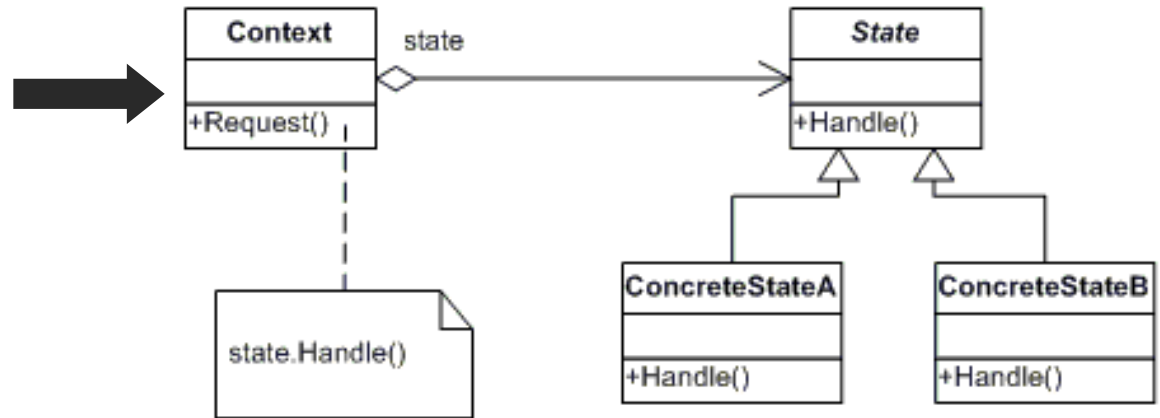 Context
state
State
+Request()
+Handle()
ConcreteStateA
ConcreteStateB
state.Handle()
+Handle()
+Handle()